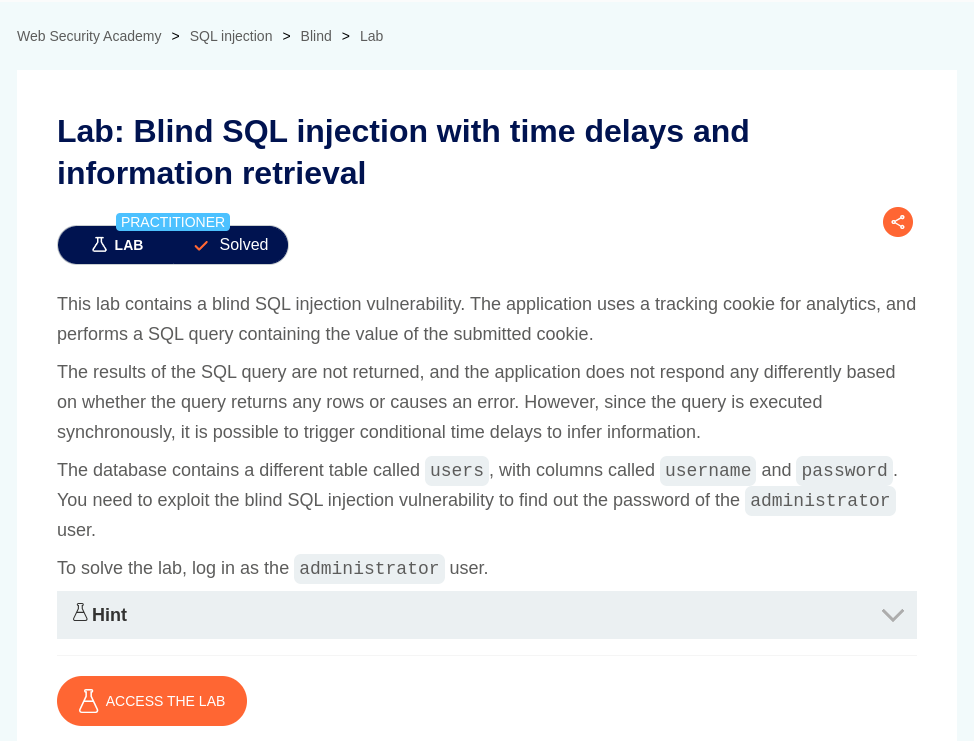 Web Security Academy > SQL injection > Blind > Lab
Lab: Blind SQL injection with time delays and
information retrieval
PRACTITIONER
LAB Solved
This lab contains a blind SQL injection vulnerability. The application uses a tracking cookie for analytics, and
performs a SQL query containing the value of the submitted cookie.
The results of the SQL query are not returned, and the application does not respond any differently based
on whether the query returns any rows or causes an error. However, since the query is executed
synchronously, it is possible to trigger conditional time delays to infer information.
The database contains a different table called users, with columns called username and password.
You need to exploit the blind SQL injection vulnerability to find out the password of the administrator
user.
To solve the lab, log in as the administrator user.
Hint
ACCESS THE LAB